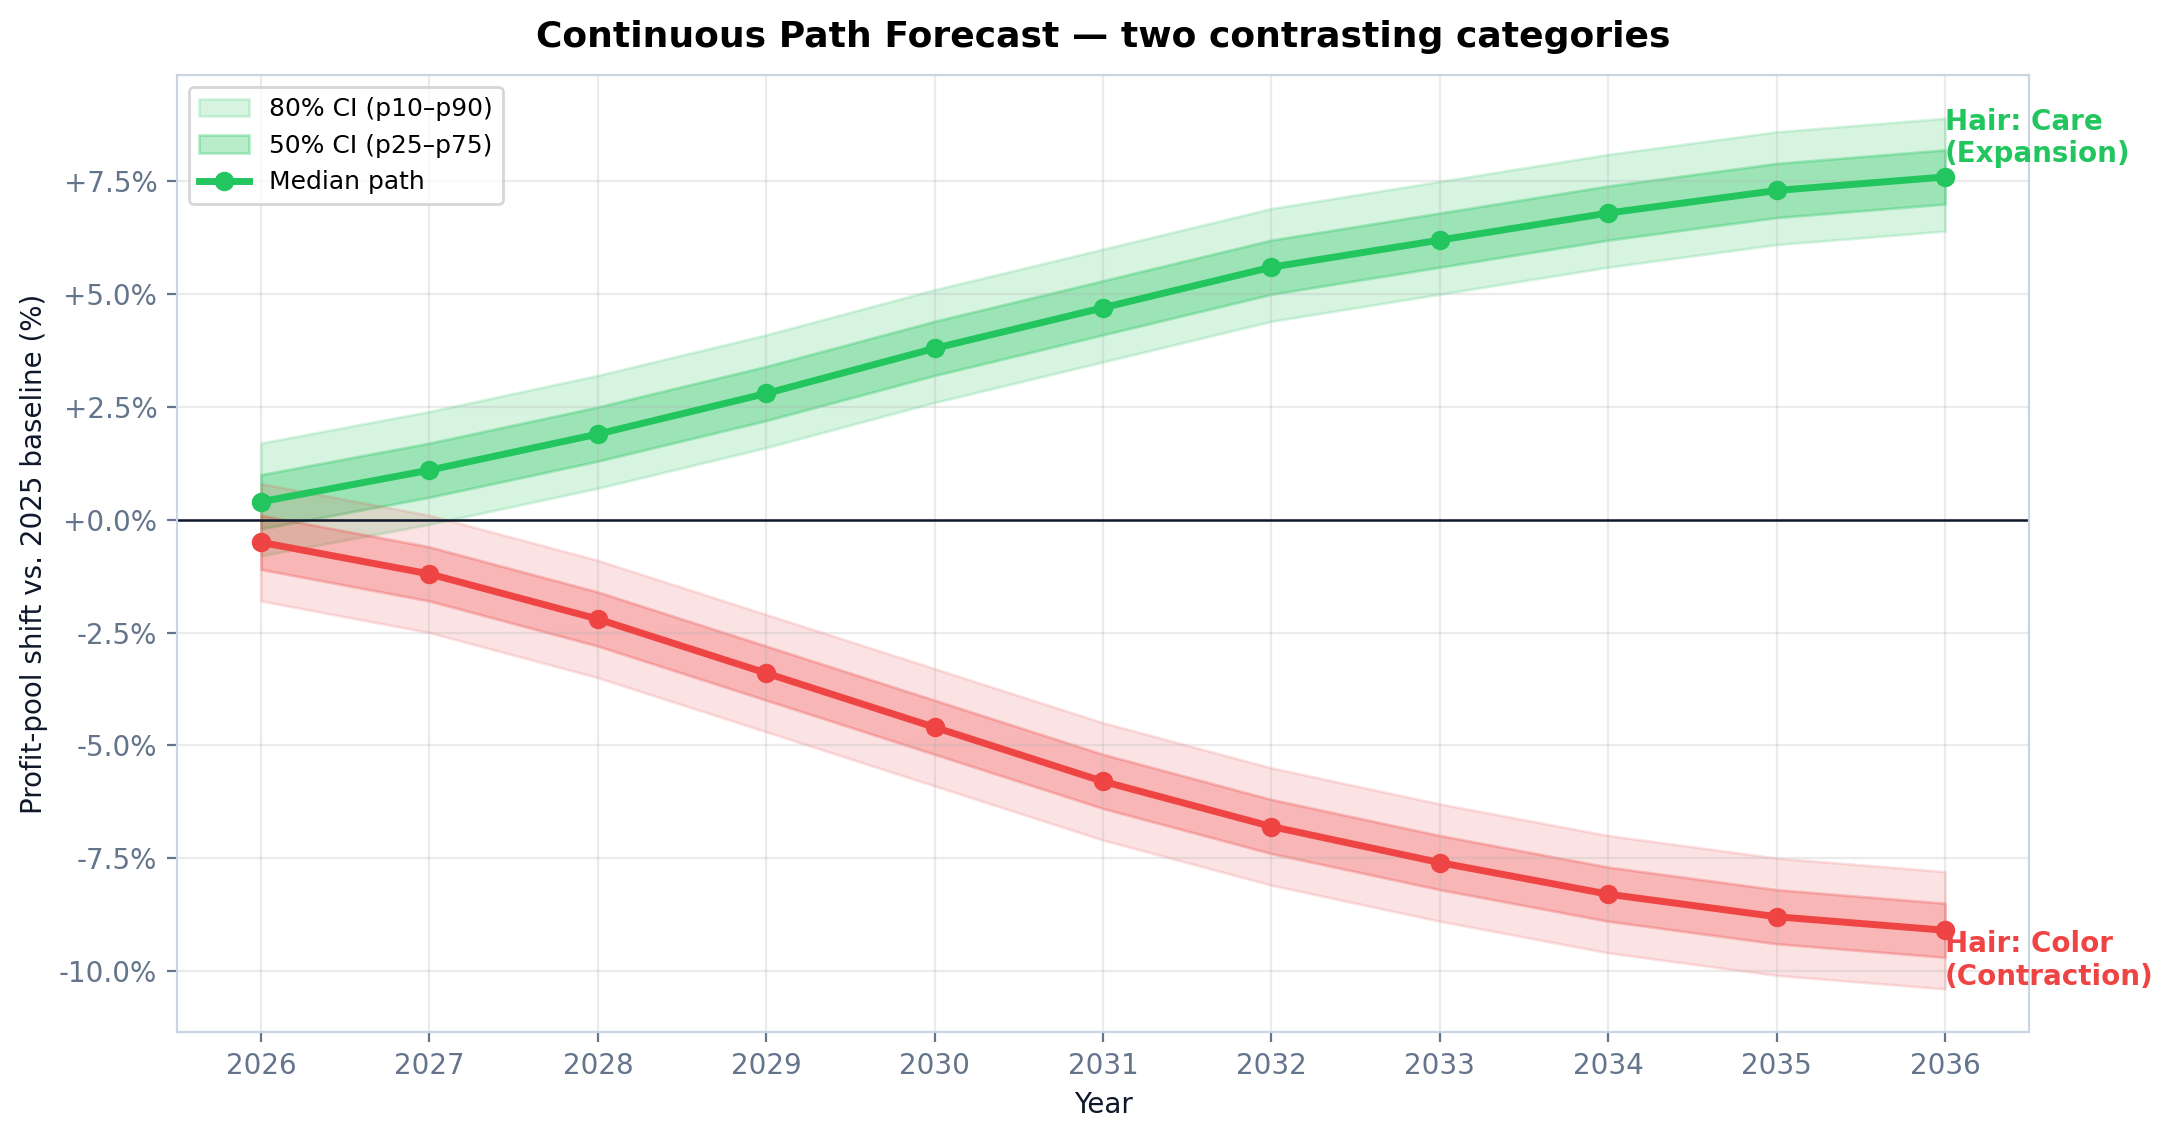 Continuous Path Forecast — two contrasting categories
80% CI (p10–p90)
50% CI (p25–p75)
Median path
Hair: Care
(Expansion)
+7.5%
+5.0%
+2.5%
+0.0%
-2.5%
-5.0%
-7.5%
-10.0%
Profit-pool shift vs. 2025 baseline (%)
Hair: Color
(Contraction)
2026 2027 2028 2029 2030 2031 2032 2033 2034 2035 2036
Year